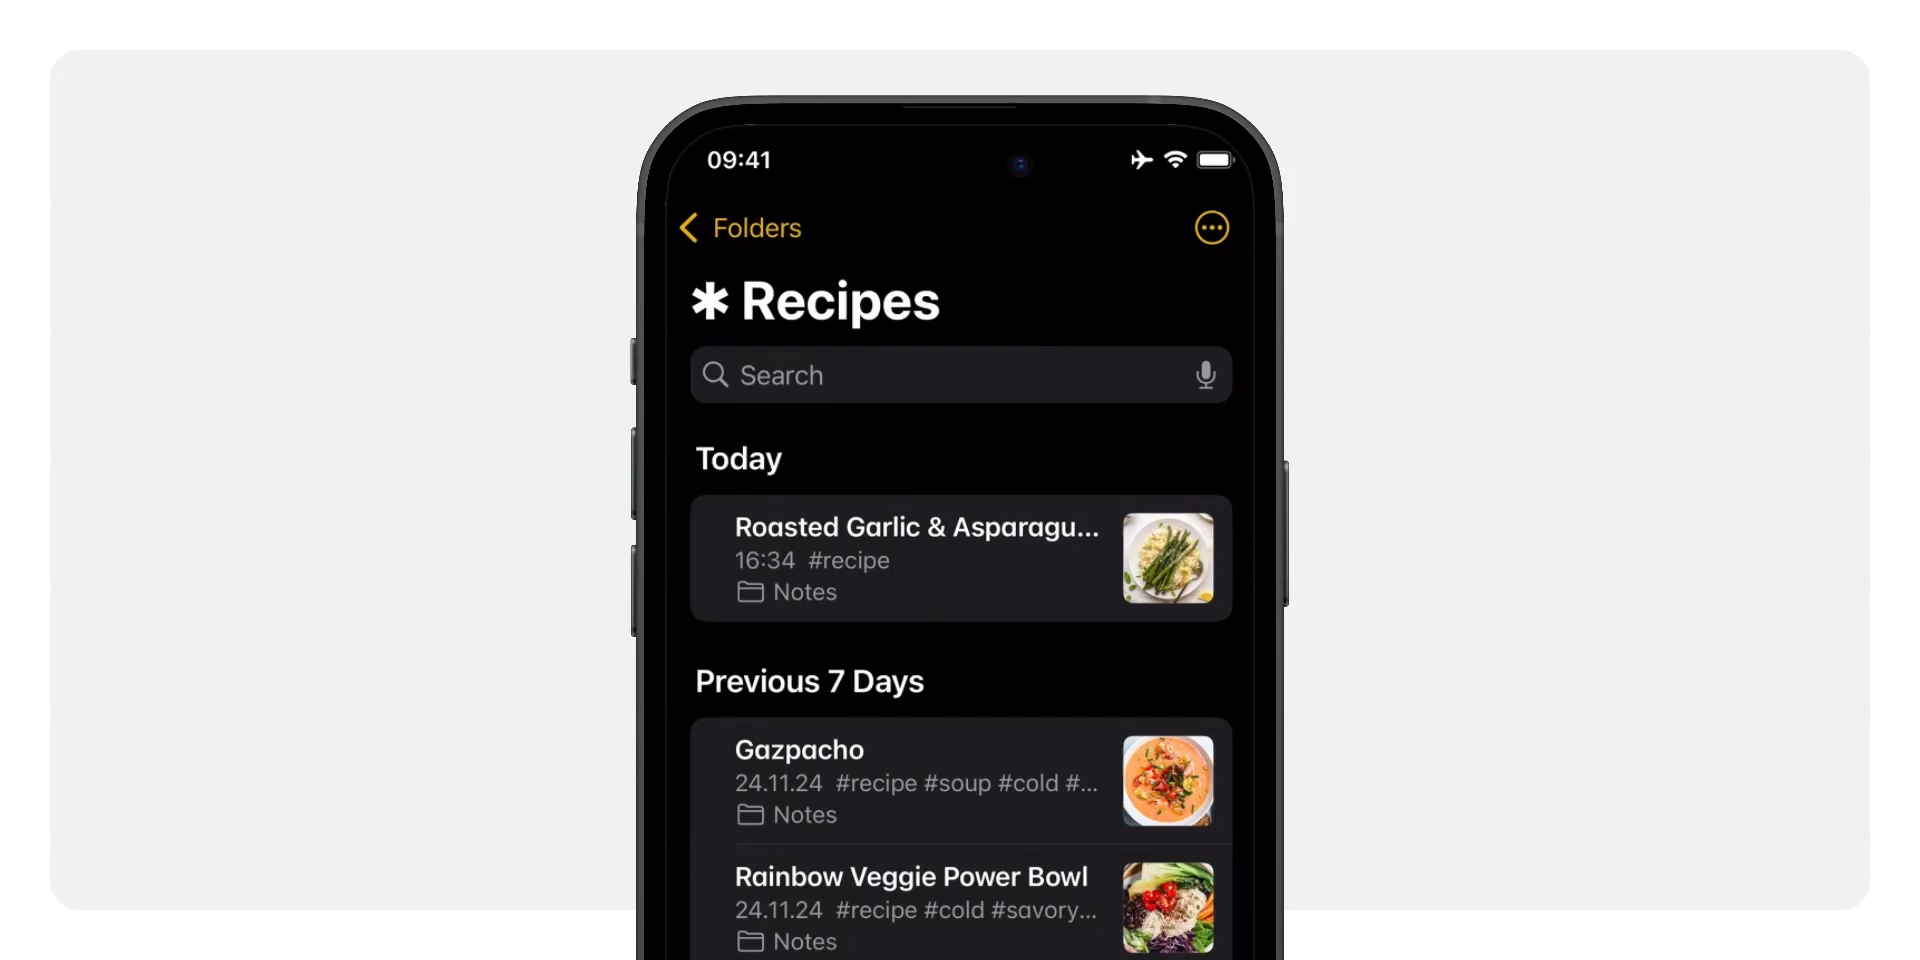 09:41
Folders
* Recipes
Search
Today
Roasted Garlic & Asparagu...
16:34 #recipe
Notes
Previous 7 Days
Gazpacho
24.11.24 #recipe #soup #cold #...
Notes
Rainbow Veggie Power Bowl
24.11.24 #recipe #cold #savory...
Notes